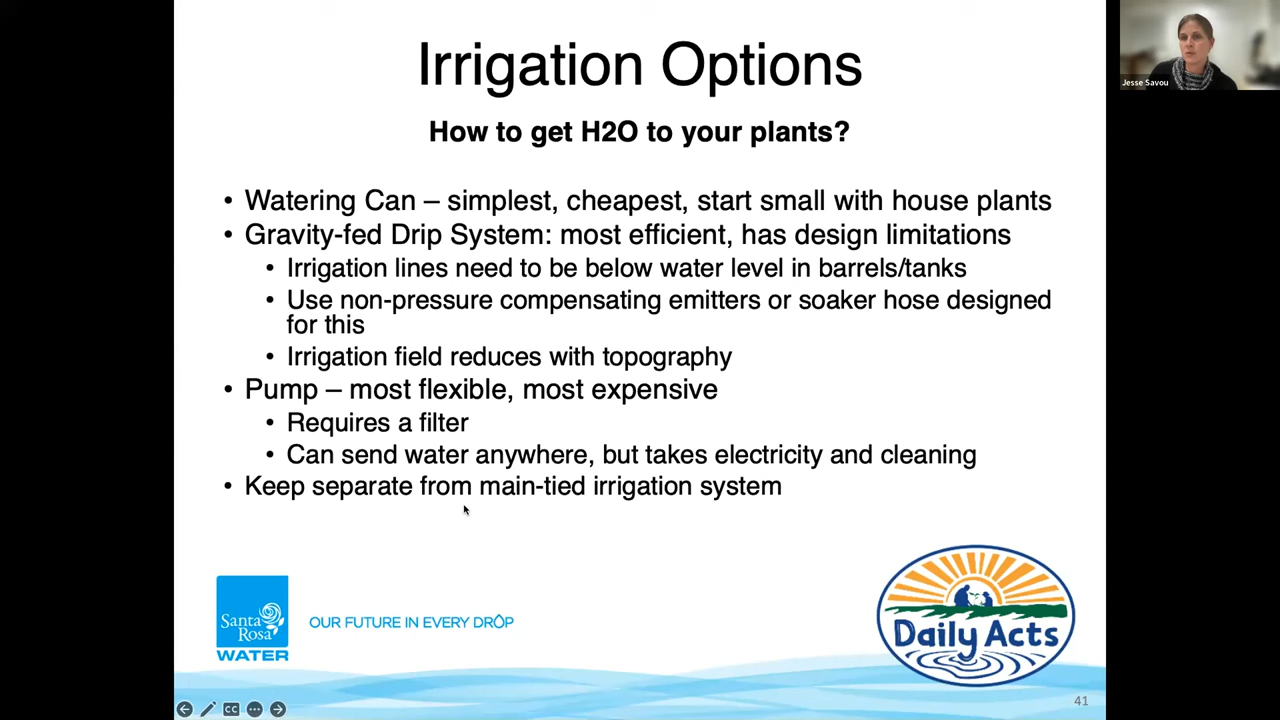 Irrigation Options
Jesse Savou
How to get H2O to your plants?
• Watering Can – simplest, cheapest, start small with house plants
• Gravity-fed Drip System: most efficient, has design limitations
• Irrigation lines need to be below water level in barrels/tanks
• Use non-pressure compensating emitters or soaker hose designed
for this
• Irrigation field reduces with topography
• Pump – most flexible, most expensive
• Requires a filter
• Can send water anywhere, but takes electricity and cleaning
• Keep separate from main-tied irrigation system
Santa
Rosa
WATER
OUR FUTURE IN EVERY DROP
Daily Acts
CC
41